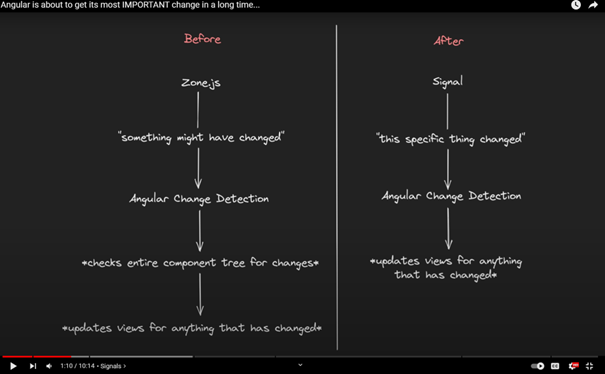 Angular is about to get its most IMPORTANT change in a long time...
Before
Zone.js
"something might have changed"
Angular Change Detection
*checks entire component tree for changes*
*updates views for anything that has changed*
After
Signal
"this specific thing changed"
Angular Change Detection
*updates views for anything
that has changed*
1:10 / 10:14 • Signals ›